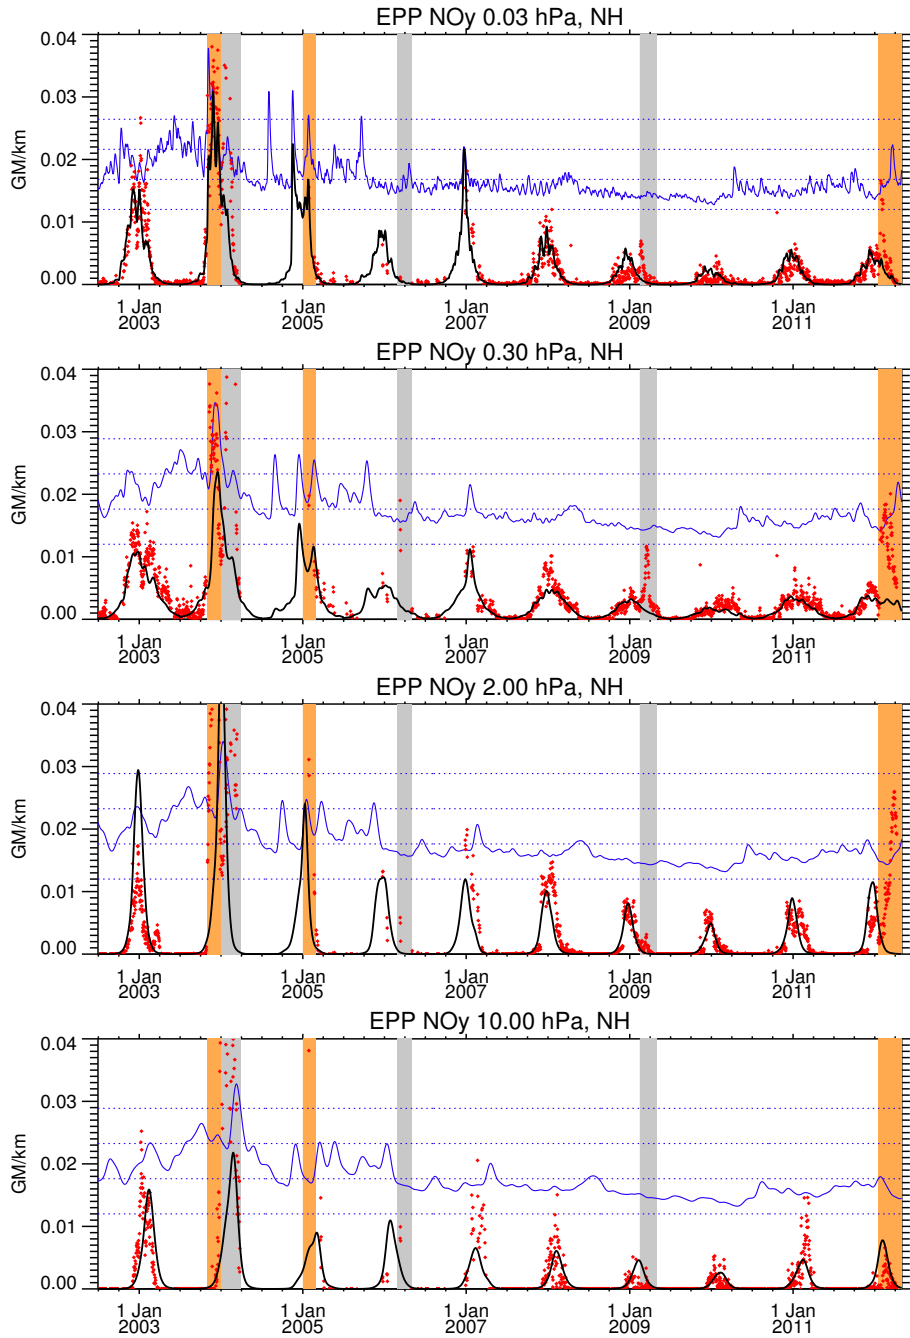 EPP NOy 0.03 hPa, NH
0.04
0.03
0.02
0.01
0.00
GM/km
1 Jan 1 Jan 1 Jan 1 Jan 1 Jan
2003 2005 2007 2009 2011
EPP NOy 0.30 hPa, NH
0.04
0.03
0.02
0.01
0.00
GM/km
1 Jan 1 Jan 1 Jan 1 Jan 1 Jan
2003 2005 2007 2009 2011
EPP NOy 2.00 hPa, NH
0.04
0.03
0.02
0.01
0.00
GM/km
1 Jan 1 Jan 1 Jan 1 Jan 1 Jan
2003 2005 2007 2009 2011
EPP NOy 10.00 hPa, NH
0.04
0.03
0.02
0.01
0.00
GM/km
1 Jan 1 Jan 1 Jan 1 Jan 1 Jan
2003 2005 2007 2009 2011